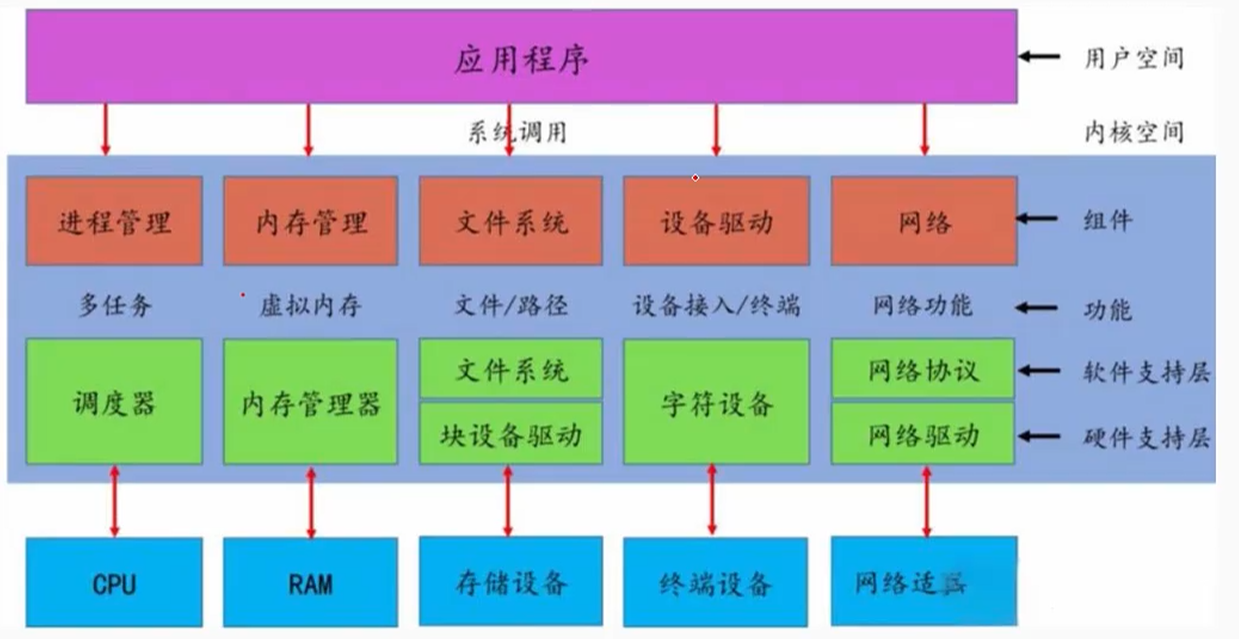 应用程序
用户空间
系统调用
内核空间
进程管理 内存管理 文件系统 设备驱动 网络
组件
多任务 虚拟内存 文件/路径 设备接入/终端 网络功能
功能
调度器 内存管理器 文件系统 字符设备 网络协议
软件支持层
块设备驱动 网络驱动
硬件支持层
CPU RAM 存储设备 终端设备 网络适